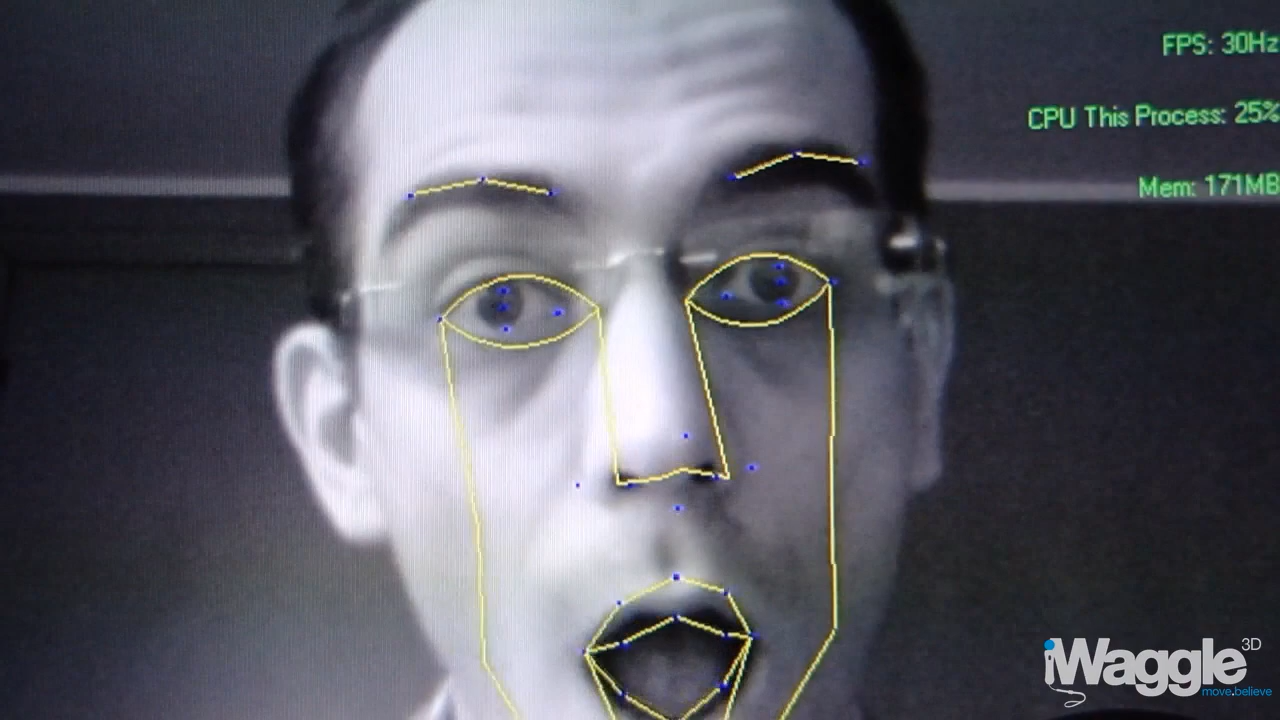 FPS: 30Hz
CPU This Process: 25%
Mem: 171MB
iWaggle 3D
move.believe